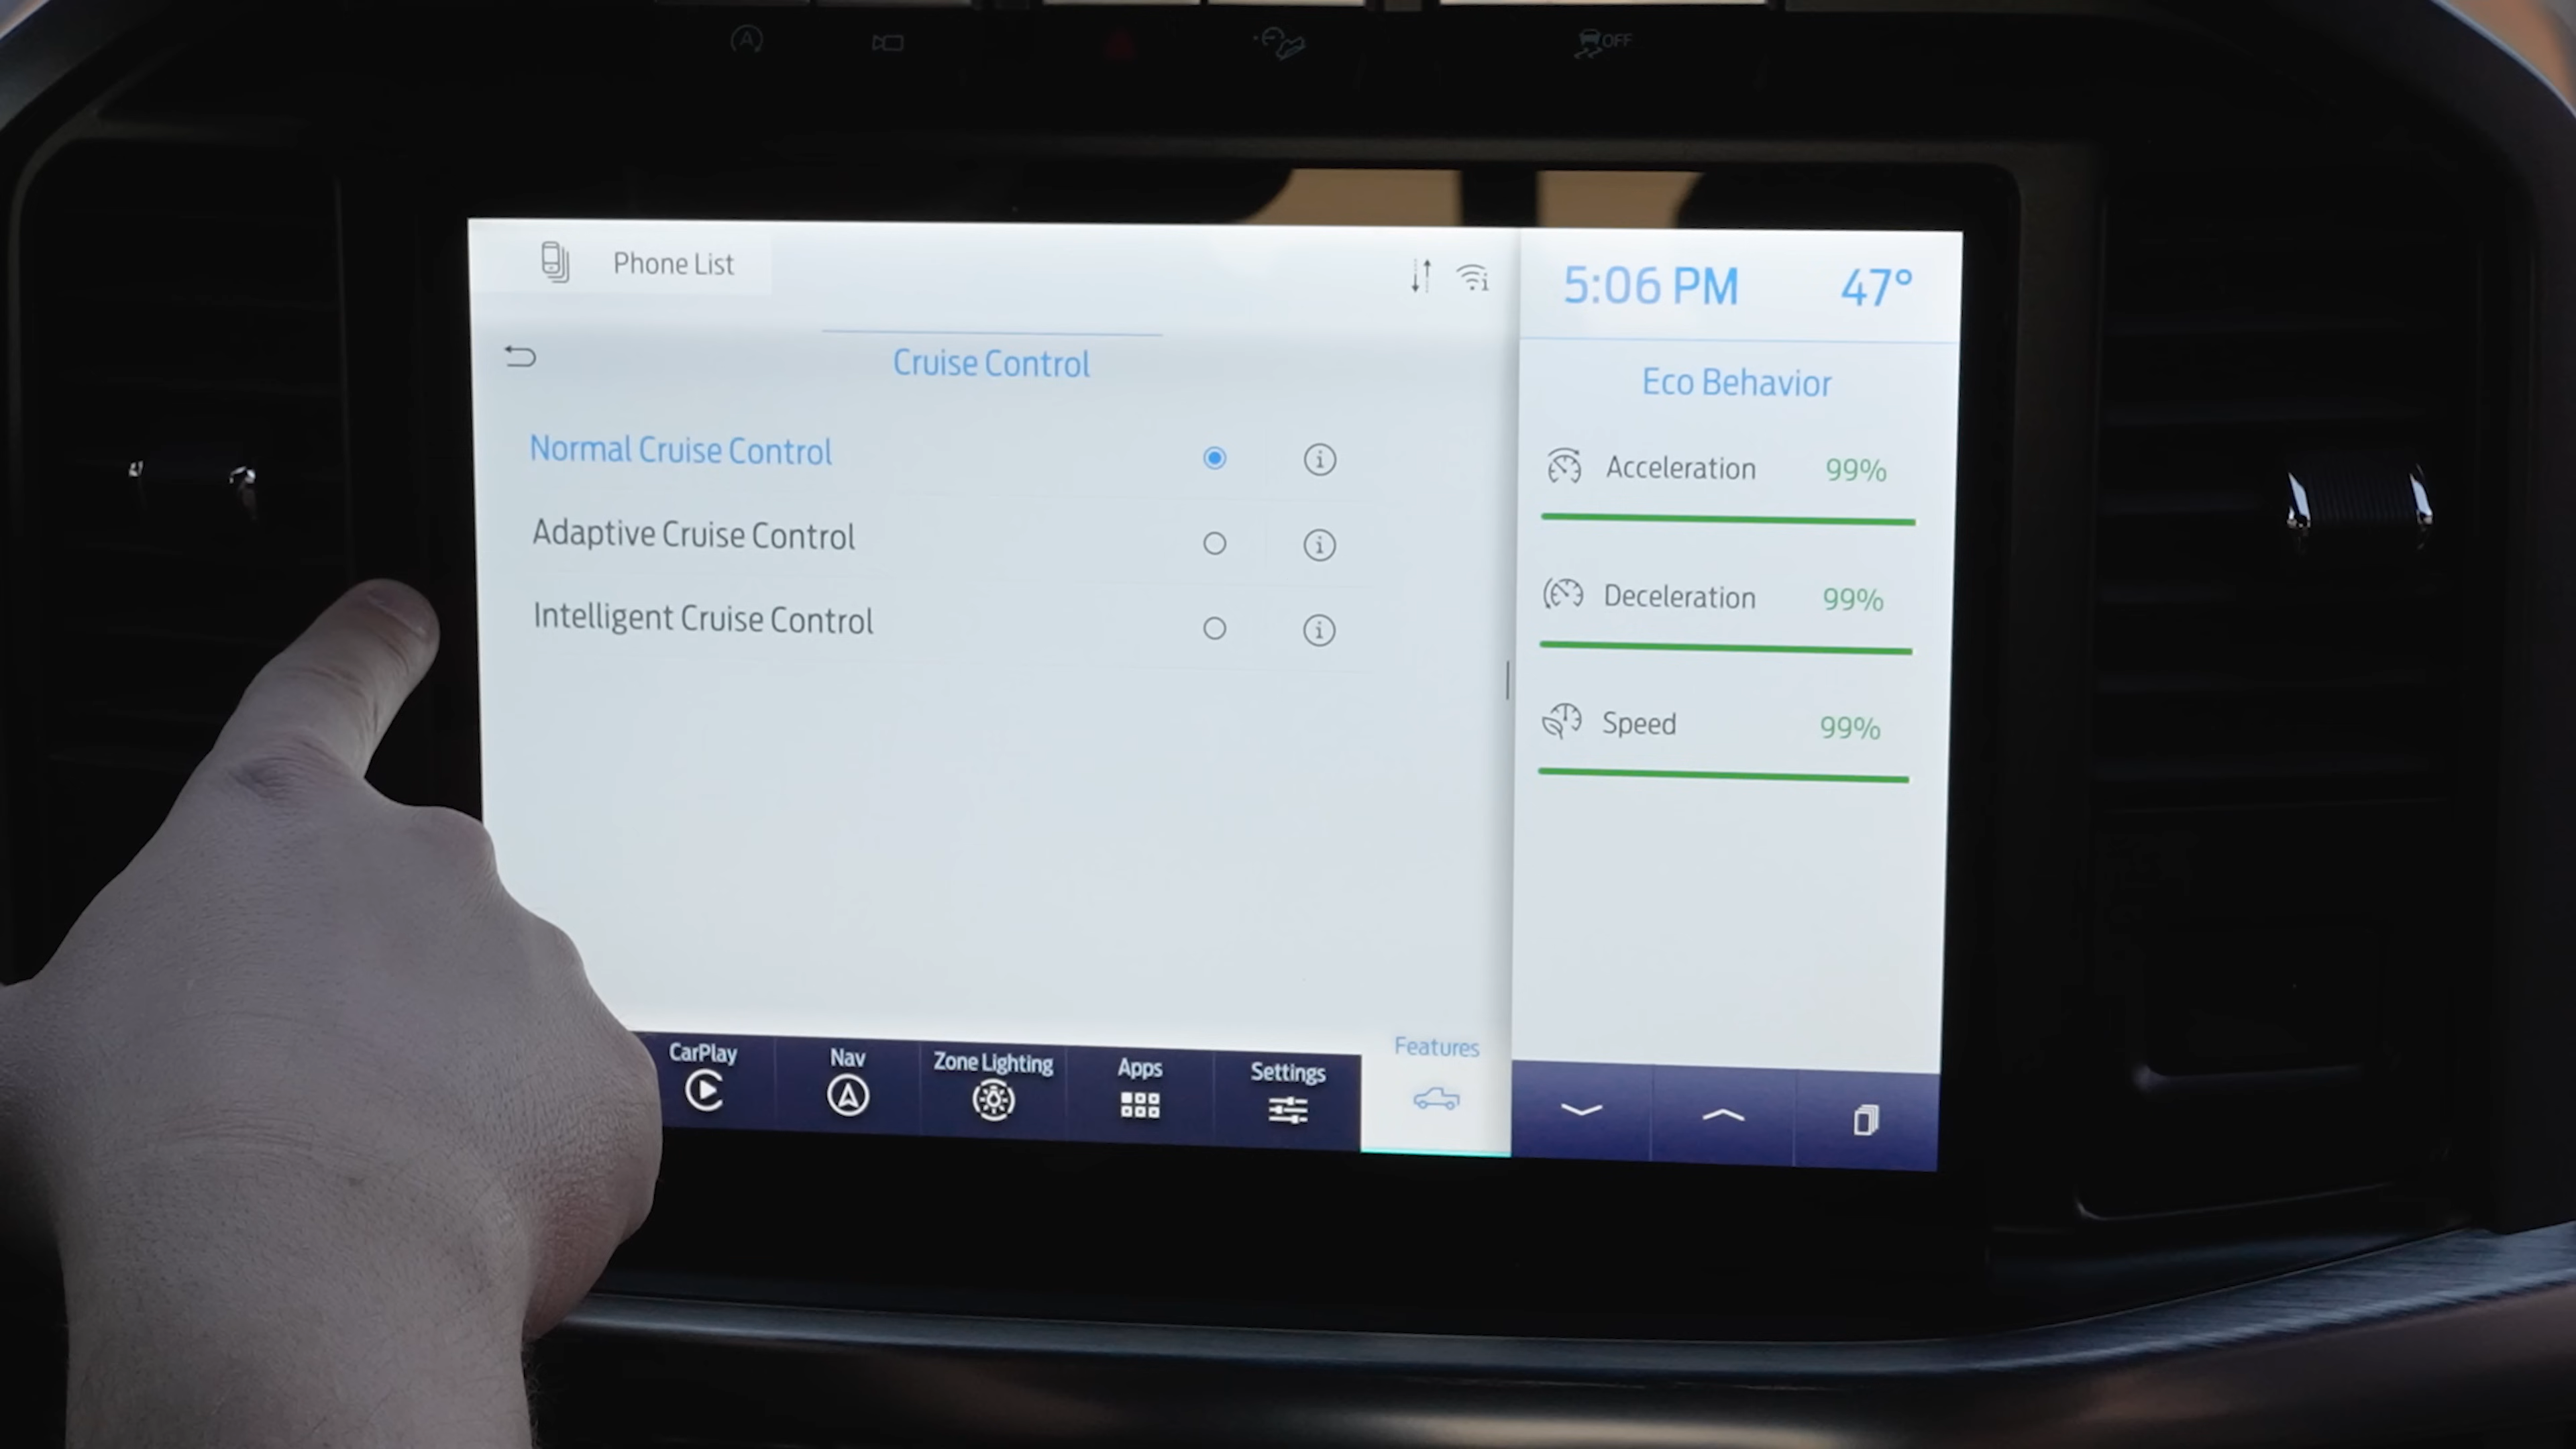 A
OFF
Phone List
5:06 PM 47°
Cruise Control
Eco Behavior
Normal Cruise Control
Adaptive Cruise Control
Intelligent Cruise Control
Acceleration 99%
Deceleration 99%
Speed 99%
CarPlay
Nav
Zone Lighting
Apps
Settings
Features